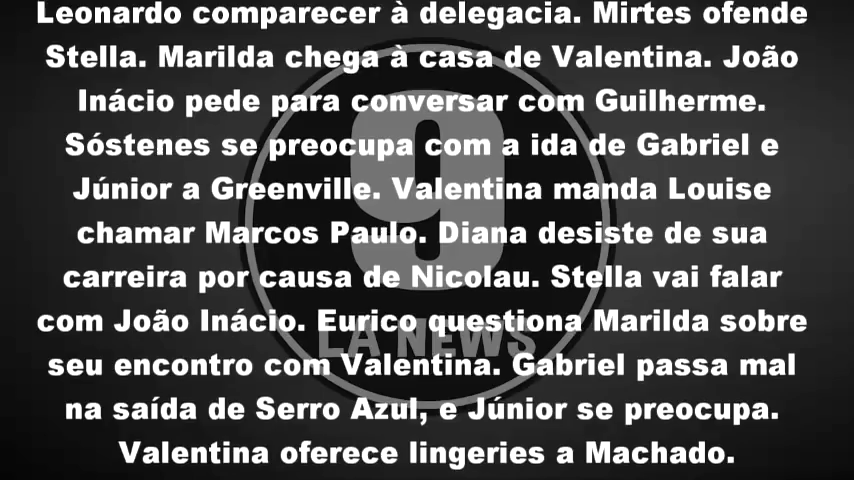 Leonardo comparecer à delegacia. Mirtes ofende
Stella. Marilda chega à casa de Valentina. João
Inácio pede para conversar com Guilherme.
Sóstenes se preocupa com a ida de Gabriel e
Júnior a Greenville. Valentina manda Louise
chamar Marcos Paulo. Diana desiste de sua
carreira por causa de Nicolau. Stella vai falar
com João Inácio. Eurico questiona Marilda sobre
seu encontro com Valentina. Gabriel passa mal
na saída de Serro Azul, e Júnior se preocupa.
Valentina oferece lingeries a Machado.
9
LA NEWS